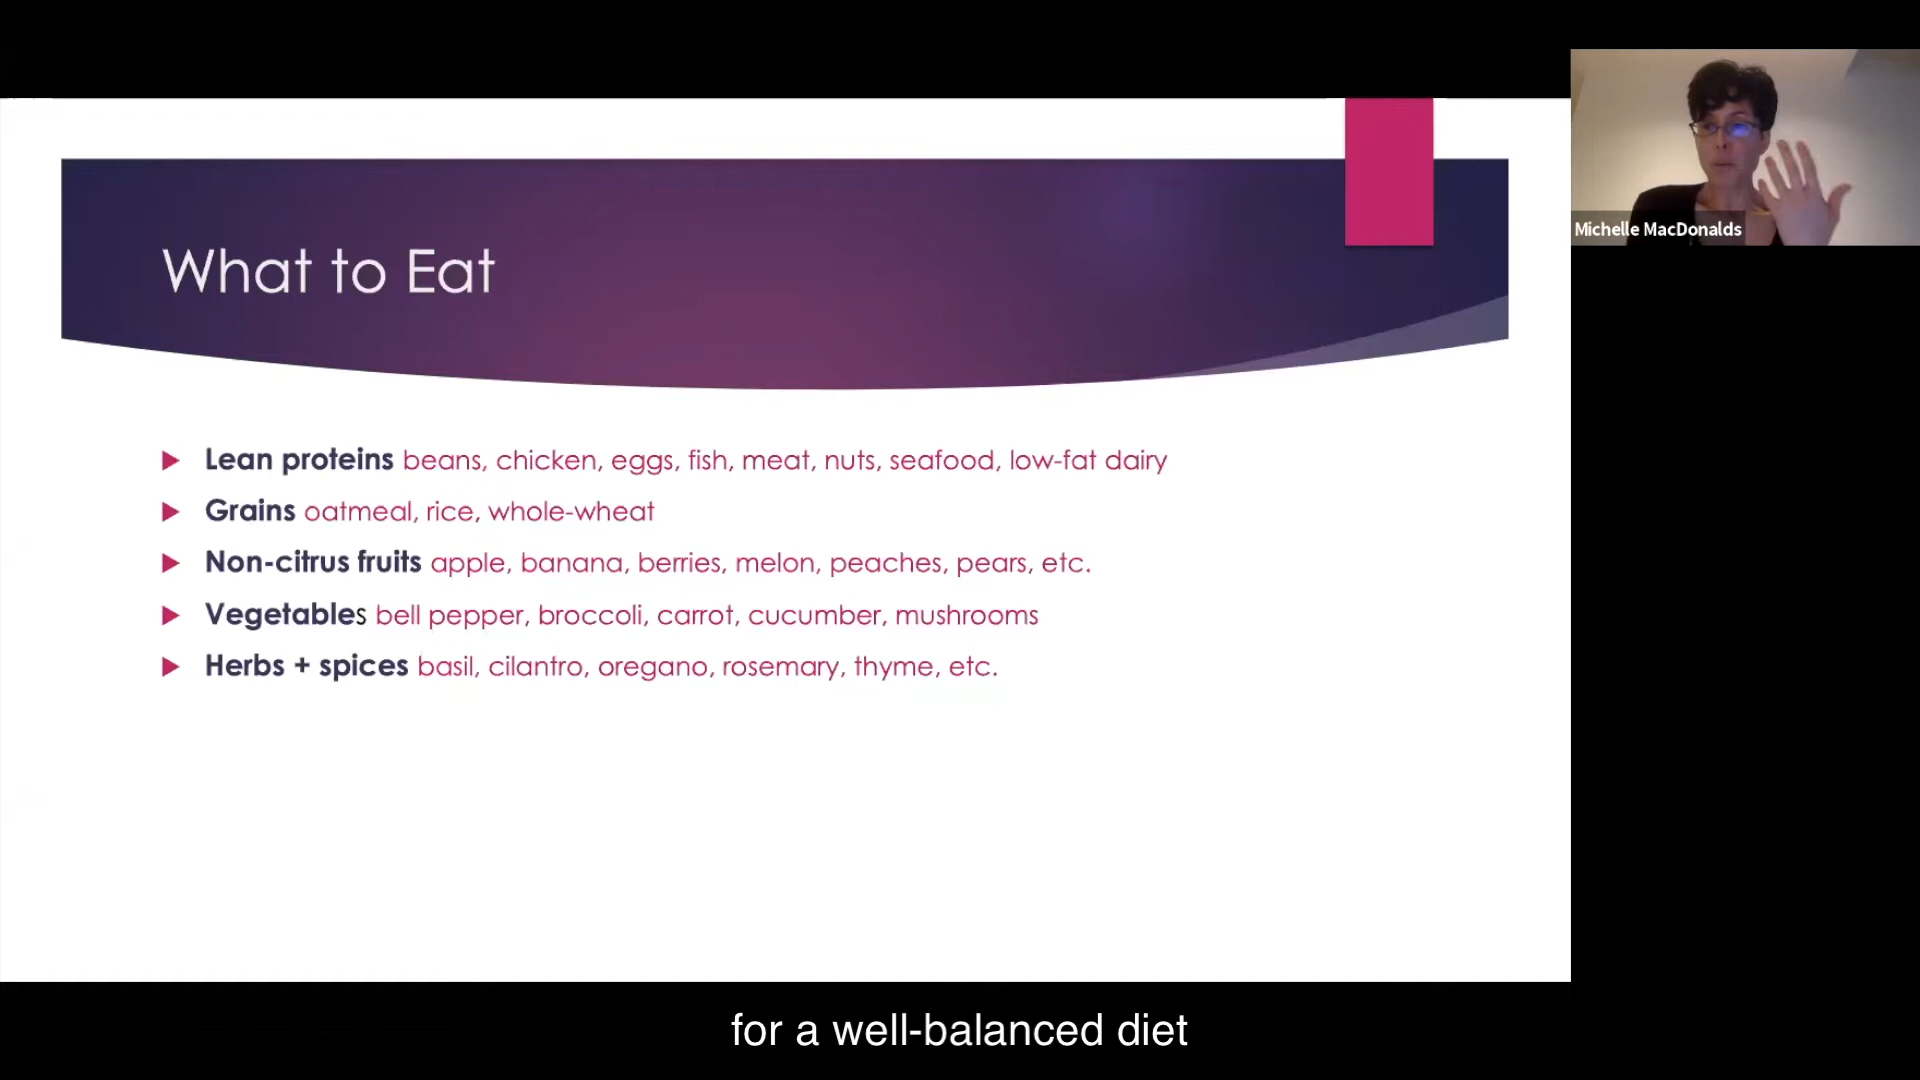 What to Eat
Lean proteins beans, chicken, eggs, fish, meat, nuts, seafood, low-fat dairy
Grains oatmeal, rice, whole-wheat
Non-citrus fruits apple, banana, berries, melon, peaches, pears, etc.
Vegetables bell pepper, broccoli, carrot, cucumber, mushrooms
Herbs + spices basil, cilantro, oregano, rosemary, thyme, etc.
Michelle MacDonalds
for a well-balanced diet